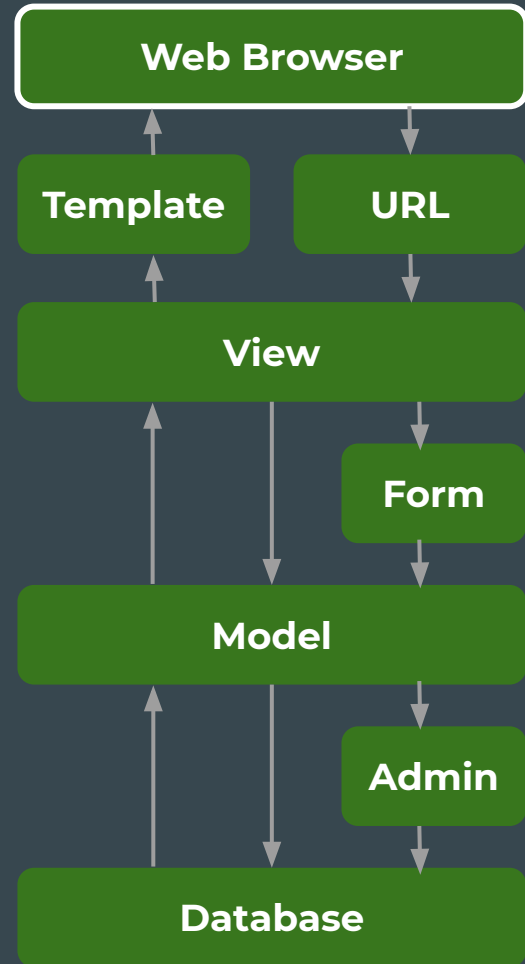 Web Browser
Template
URL
View
Form
Model
Admin
Database